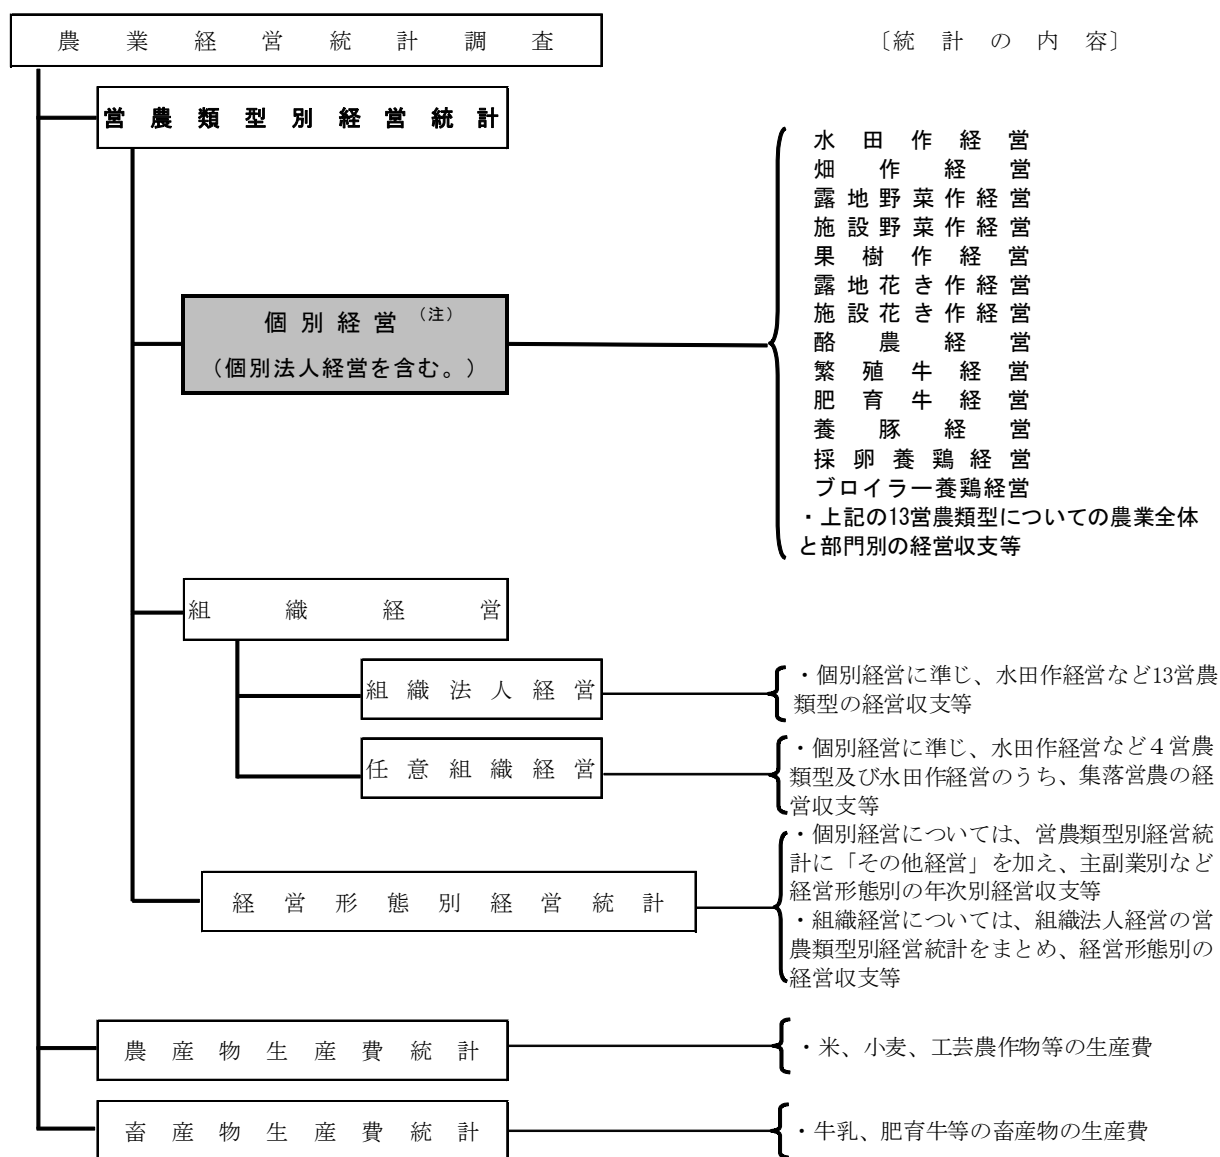 農業経営統計調査
〔統計の内容〕
営農類型別経営統計
個別経営（注）
（個別法人経営を含む。）
水田作経営
畑作経営
露地野菜作経営
施設野菜作経営
果樹作経営
露地花き作経営
施設花き作経営
酪農経営
繁殖牛経営
肥育牛経営
養豚経営
採卵養鶏経営
ブロイラー養鶏経営
・上記の13営農類型についての農業全体
と部門別の経営収支等
組織経営
組織法人経営
・個別経営に準じ、水田作経営など13営農
類型の経営収支等
任意組織経営
・個別経営に準じ、水田作経営など４営農
類型及び水田作経営のうち、集落営農の経
営収支等
経営形態別経営統計
・個別経営については、営農類型別経営統
計に「その他経営」を加え、主副業別など
経営形態別の年次別経営収支等
・組織経営については、組織法人経営の営
農類型別経営統計をまとめ、経営形態別の
経営収支等
農産物生産費統計
・米、小麦、工芸農作物等の生産費
畜産物生産費統計
・牛乳、肥育牛等の畜産物の生産費